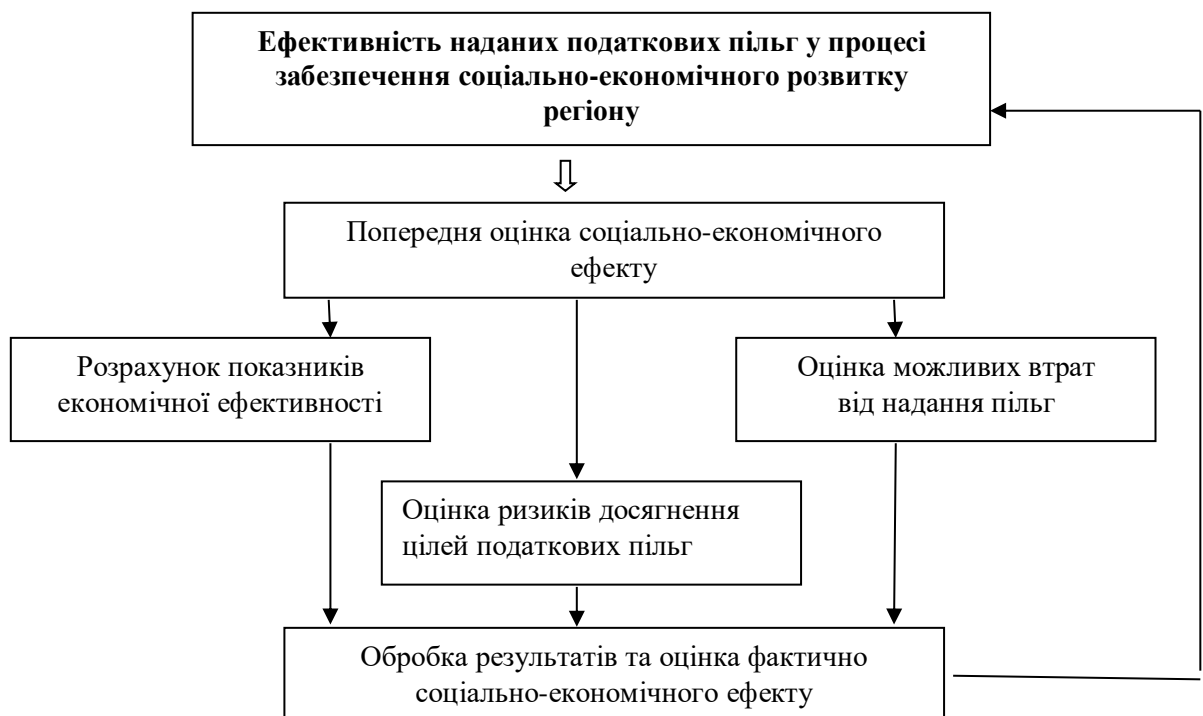 Ефективність наданих податкових пільг у процесі
забезпечення соціально-економічного розвитку
регіону
Попередня оцінка соціально-економічного
ефекту
Розрахунок показників
економічної ефективності
Оцінка можливих втрат
від надання пільг
Оцінка ризиків досягнення
цілей податкових пільг
Обробка результатів та оцінка фактично
соціально-економічного ефекту